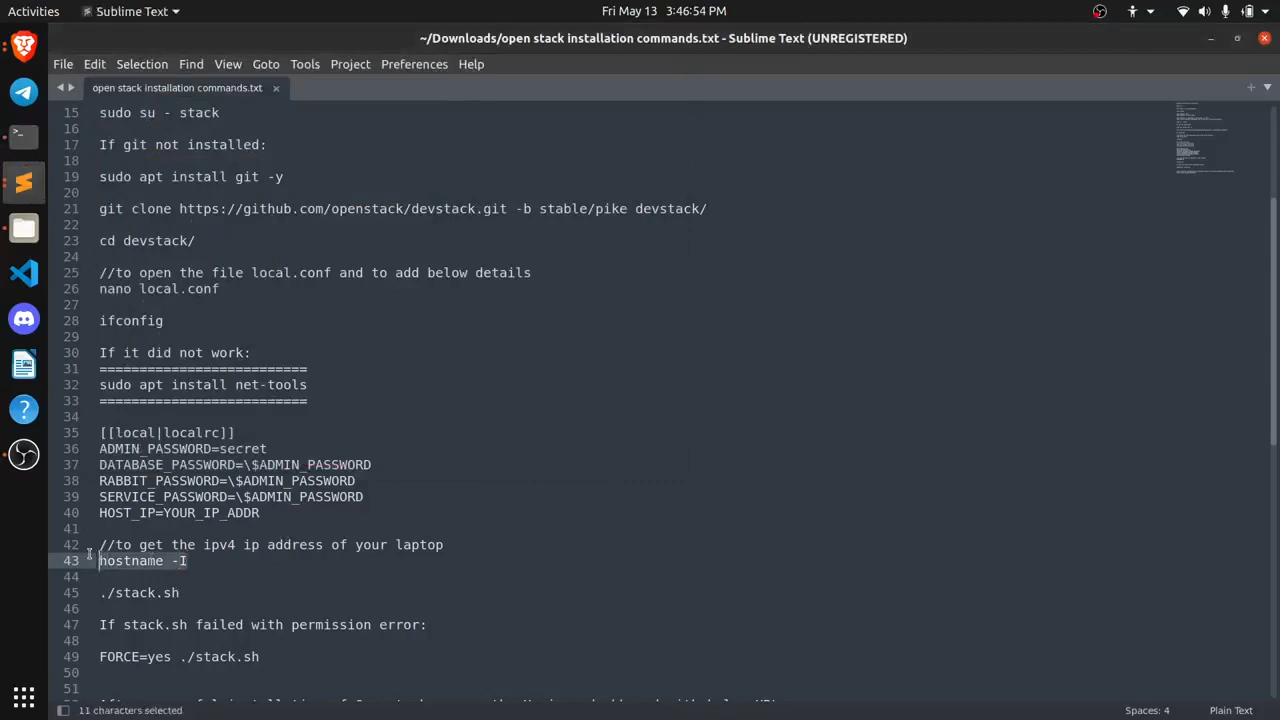 Activities
Sublime Text
Fri May 13 3:46:54 PM
~/Downloads/open stack installation commands.txt - Sublime Text (UNREGISTERED)
File Edit Selection Find View Goto Tools Project Preferences Help
open stack installation commands.txt
15 sudo su - stack
16
17 If git not installed:
18
19 sudo apt install git -y
20
21 git clone https://github.com/openstack/devstack.git -b stable/pike devstack/
22
23 cd devstack/
24
25 //to open the file local.conf and to add below details
26 nano local.conf
27
28 ifconfig
29
30 If it did not work:
31 ==========================
32 sudo apt install net-tools
33 ==========================
34
35 [[local|localrc]]
36 ADMIN_PASSWORD=secret
37 DATABASE_PASSWORD=\$ADMIN_PASSWORD
38 RABBIT_PASSWORD=\$ADMIN_PASSWORD
39 SERVICE_PASSWORD=\$ADMIN_PASSWORD
40 HOST_IP=YOUR_IP_ADDR
41
42 //to get the ipv4 ip address of your laptop
43 hostname -I
44
45 ./stack.sh
46
47 If stack.sh failed with permission error:
48
49 FORCE=yes ./stack.sh
50
51
11 characters selected
Spaces: 4
Plain Text